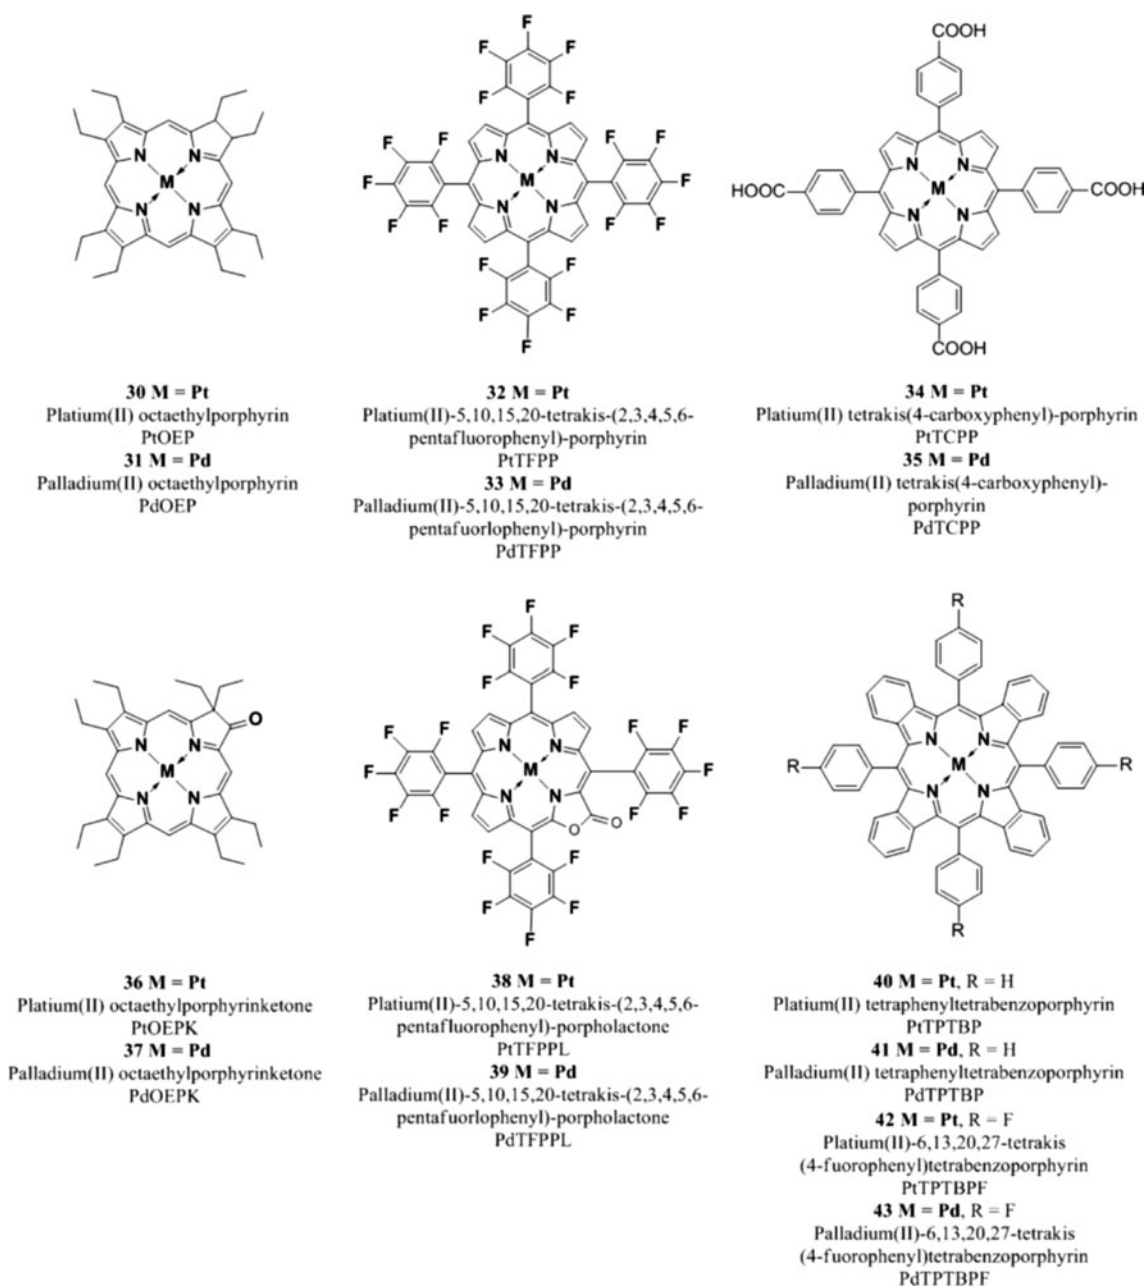 N N
M
N N
30 M = Pt
Platium(II) octaethylporphyrin
PtOEP
31 M = Pd
Palladium(II) octaethylporphyrin
PdOEP
F
F F
F F
F F
F F
N N
F M F
N N
F F
F F
F F
F F
F
32 M = Pt
Platium(II)-5,10,15,20-tetrakis-(2,3,4,5,6-
pentafluorophenyl)-porphyrin
PtTFPP
33 M = Pd
Palladium(II)-5,10,15,20-tetrakis-(2,3,4,5,6-
pentafuorlophenyl)-porphyrin
PdTFPP
COOH
N N
HOOC M COOH
N N
COOH
34 M = Pt
Platium(II) tetrakis(4-carboxyphenyl)-porphyrin
PtTCPP
35 M = Pd
Palladium(II) tetrakis(4-carboxyphenyl)-
porphyrin
PdTCPP
O
N N
M
N N
36 M = Pt
Platium(II) octaethylporphyrinketone
PtOEPK
37 M = Pd
Palladium(II) octaethylporphyrinketone
PdOEPK
F
F F
F F
F F
F F
N N
F M F
N N
F F
F F
O O
F F
F F
F
38 M = Pt
Platium(II)-5,10,15,20-tetrakis-(2,3,4,5,6-
pentafluorophenyl)-porpholactone
PtTFPPL
39 M = Pd
Palladium(II)-5,10,15,20-tetrakis-(2,3,4,5,6-
pentafuorlophenyl)-porpholactone
PdTFPPL
R
N N
R M R
N N
R
40 M = Pt, R = H
Platium(II) tetraphenyltetrabenzoporphyrin
PtTPTBP
41 M = Pd, R = H
Palladium(II) tetraphenyltetrabenzoporphyrin
PdTPTBP
42 M = Pt, R = F
Platium(II)-6,13,20,27-tetrakis
(4-fuorophenyl)tetrabenzoporphyrin
PtTPTBPF
43 M = Pd, R = F
Palladium(II)-6,13,20,27-tetrakis
(4-fuorophenyl)tetrabenzoporphyrin
PdTPTBPF